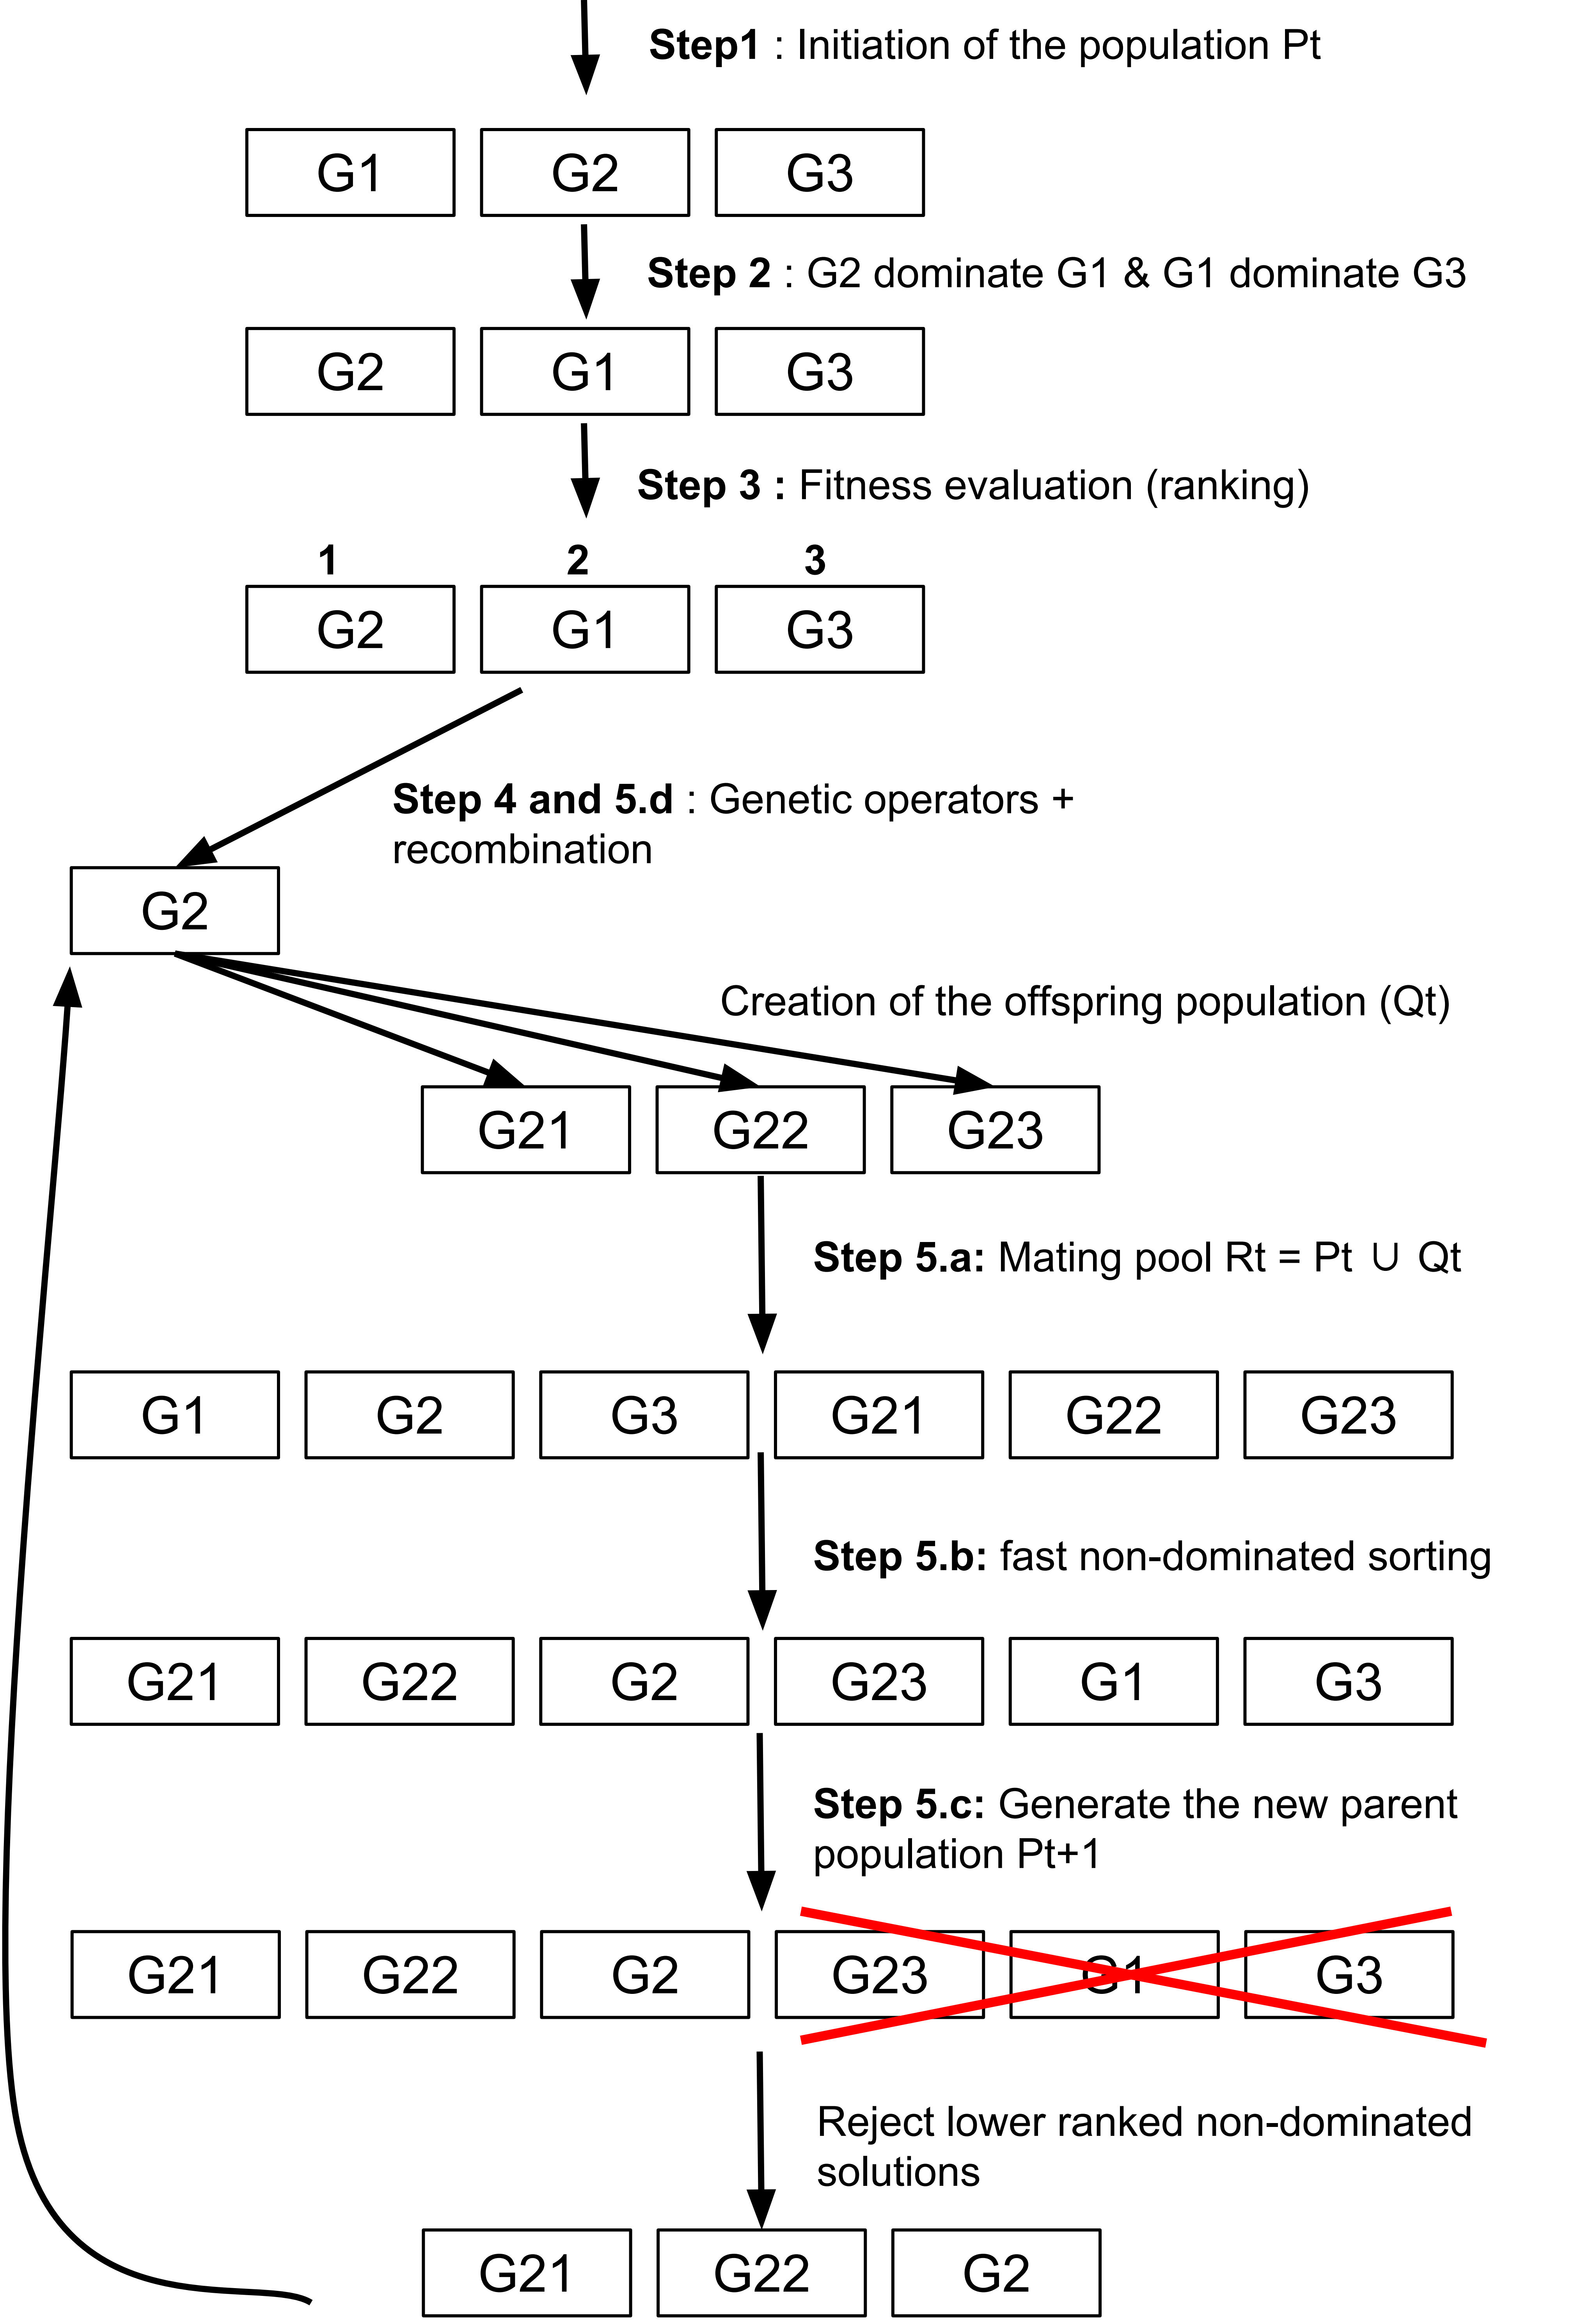 Step1 : Initiation of the population Pt
G1 G2 G3
Step 2 : G2 dominate G1 & G1 dominate G3
G2 G1 G3
Step 3 : Fitness evaluation (ranking)
1 2 3
G2 G1 G3
Step 4 and 5.d : Genetic operators +
recombination
G2
Creation of the offspring population (Qt)
G21 G22 G23
Step 5.a: Mating pool Rt = Pt ∪ Qt
G1 G2 G3 G21 G22 G23
Step 5.b: fast non-dominated sorting
G21 G22 G2 G23 G1 G3
Step 5.c: Generate the new parent
population Pt+1
G21 G22 G2 G23 G1 G3
Reject lower ranked non-dominated
solutions
G21 G22 G2